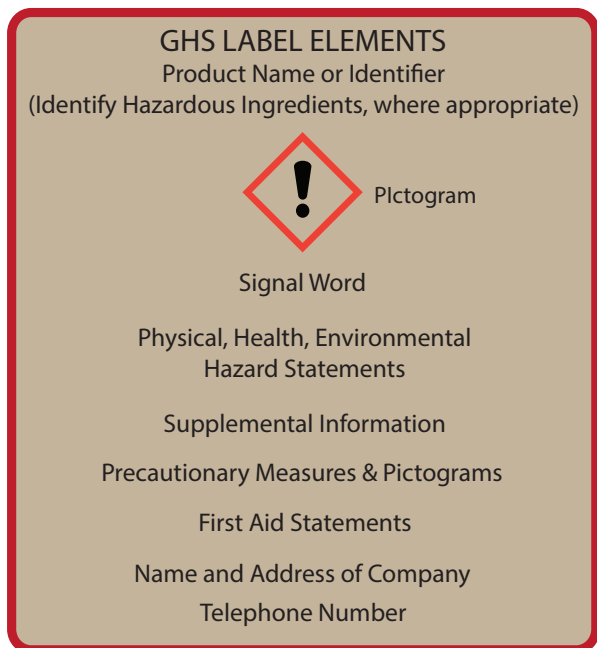 GHS LABEL ELEMENTS
Product Name or Identifier
(Identify Hazardous Ingredients, where appropriate)
PIctogram
Signal Word
Physical, Health, Environmental
Hazard Statements
Supplemental Information
Precautionary Measures & Pictograms
First Aid Statements
Name and Address of Company
Telephone Number